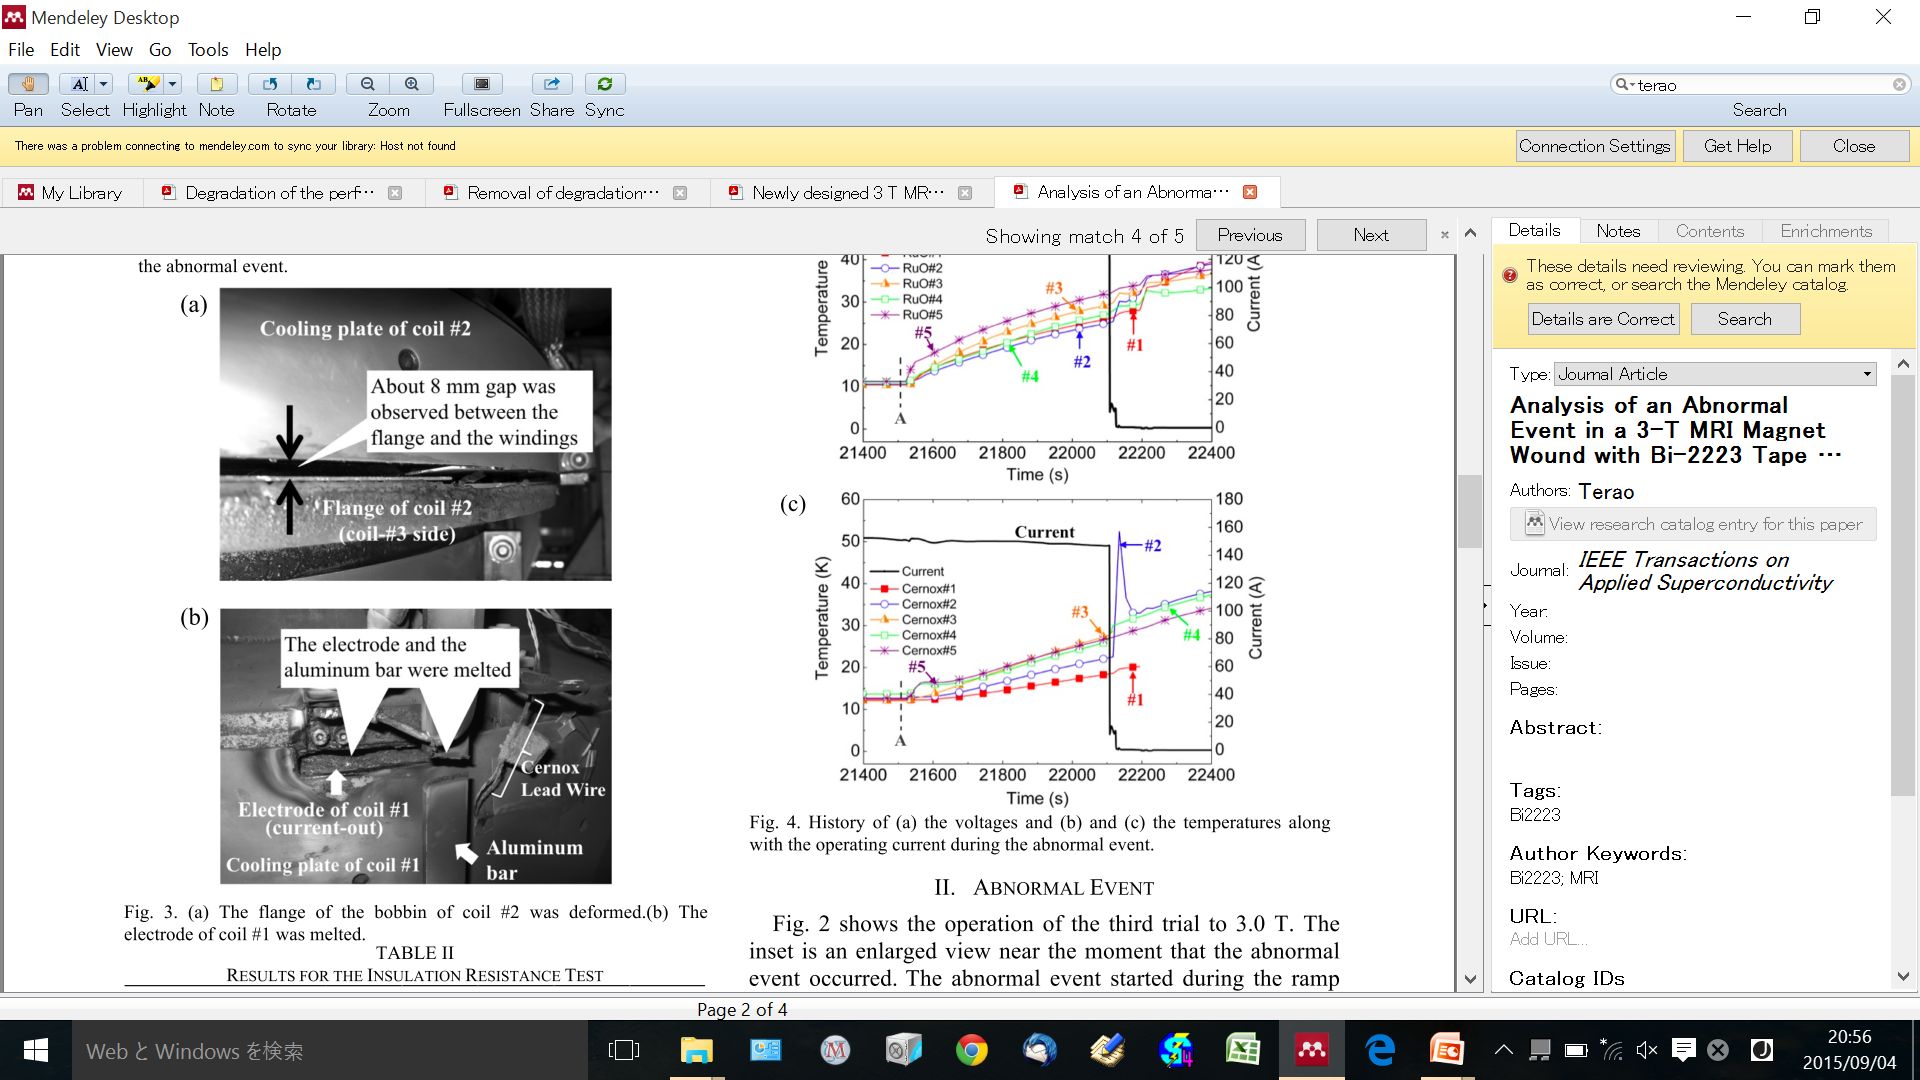 Mendeley Desktop
File Edit View Go Tools Help
Pan Select Highlight Note Rotate Zoom Fullscreen Share Sync
terao
Search
There was a problem connecting to mendeley.com to sync your library: Host not found
Connection Settings Get Help Close
My Library Degradation of the perf… Removal of degradation… Newly designed 3 T MR… Analysis of an Abnorma…
Showing match 4 of 5 Previous Next
the abnormal event.
(a)
Cooling plate of coil #2
About 8 mm gap was
observed between the
flange and the windings
Flange of coil #2
(coil-#3 side)
(b)
The electrode and the
aluminum bar were melted
Cernox
Lead Wire
Electrode of coil #1
(current-out)
Cooling plate of coil #1
Aluminum
bar
Fig. 3. (a) The flange of the bobbin of coil #2 was deformed.(b) The
electrode of coil #1 was melted.
TABLE II
RESULTS FOR THE INSULATION RESISTANCE TEST
Temperature
40
30
20
10
0
RuO#2
RuO#3
RuO#4
RuO#5
#5
#3
#4
#2
#1
A
120
100
80
60
40
20
0
Current (A
21400 21600 21800 22000 22200 22400
Time (s)
(c)
Temperature (K)
60
50
40
30
20
10
0
Current
Current
Cernox#1
Cernox#2
Cernox#3
Cernox#4
Cernox#5
#2
#3
#4
#5
#1
A
180
160
140
120
100
80
60
40
20
0
Current (A)
21400 21600 21800 22000 22200 22400
Time (s)
Fig. 4. History of (a) the voltages and (b) and (c) the temperatures along
with the operating current during the abnormal event.
II. ABNORMAL EVENT
Fig. 2 shows the operation of the third trial to 3.0 T. The
inset is an enlarged view near the moment that the abnormal
event occurred. The abnormal event started during the ramp
Page 2 of 4
Details Notes Contents Enrichments
These details need reviewing. You can mark them
as correct, or search the Mendeley catalog.
Details are Correct Search
Type: Journal Article
Analysis of an Abnormal
Event in a 3-T MRI Magnet
Wound with Bi-2223 Tape …
Authors: Terao
View research catalog entry for this paper
Journal: IEEE Transactions on
Applied Superconductivity
Year:
Volume:
Issue:
Pages:
Abstract:
Tags:
Bi2223
Author Keywords:
Bi2223; MRI
URL:
Add URL...
Catalog IDs
Web と Windows を検索
20:56
2015/09/04